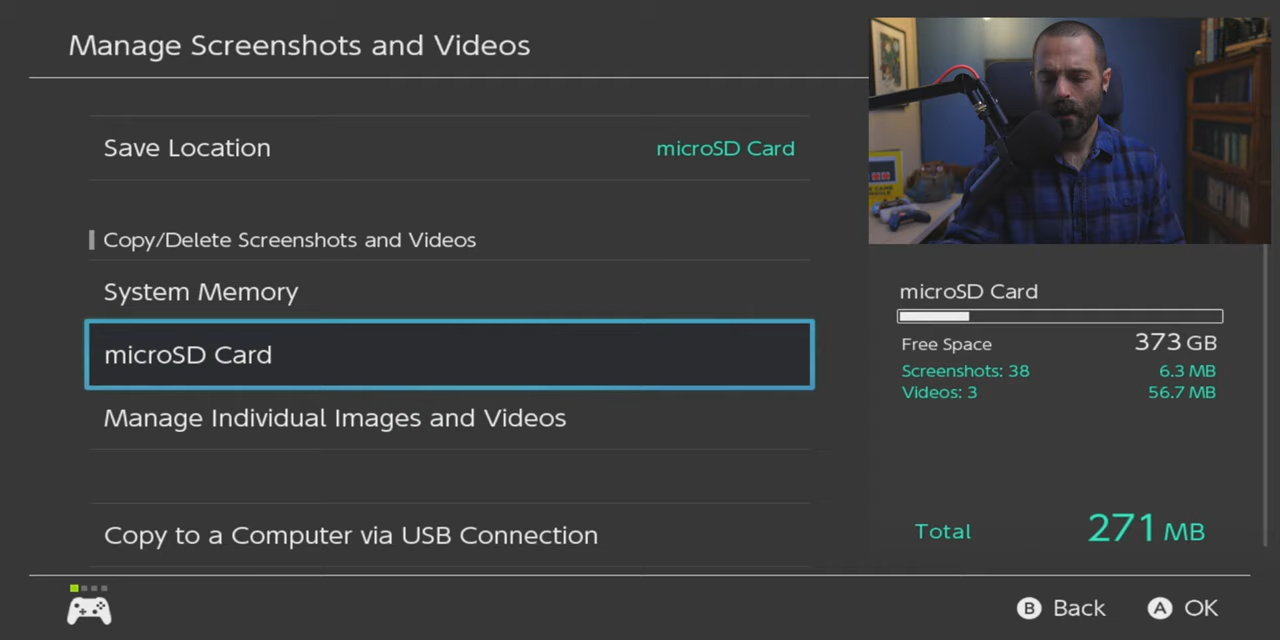 Manage Screenshots and Videos
Save Location microSD Card
Copy/Delete Screenshots and Videos
System Memory
microSD Card
Manage Individual Images and Videos
Copy to a Computer via USB Connection
microSD Card
Free Space 373 GB
Screenshots: 38 6.3 MB
Videos: 3 56.7 MB
Total 271 MB
B Back A OK